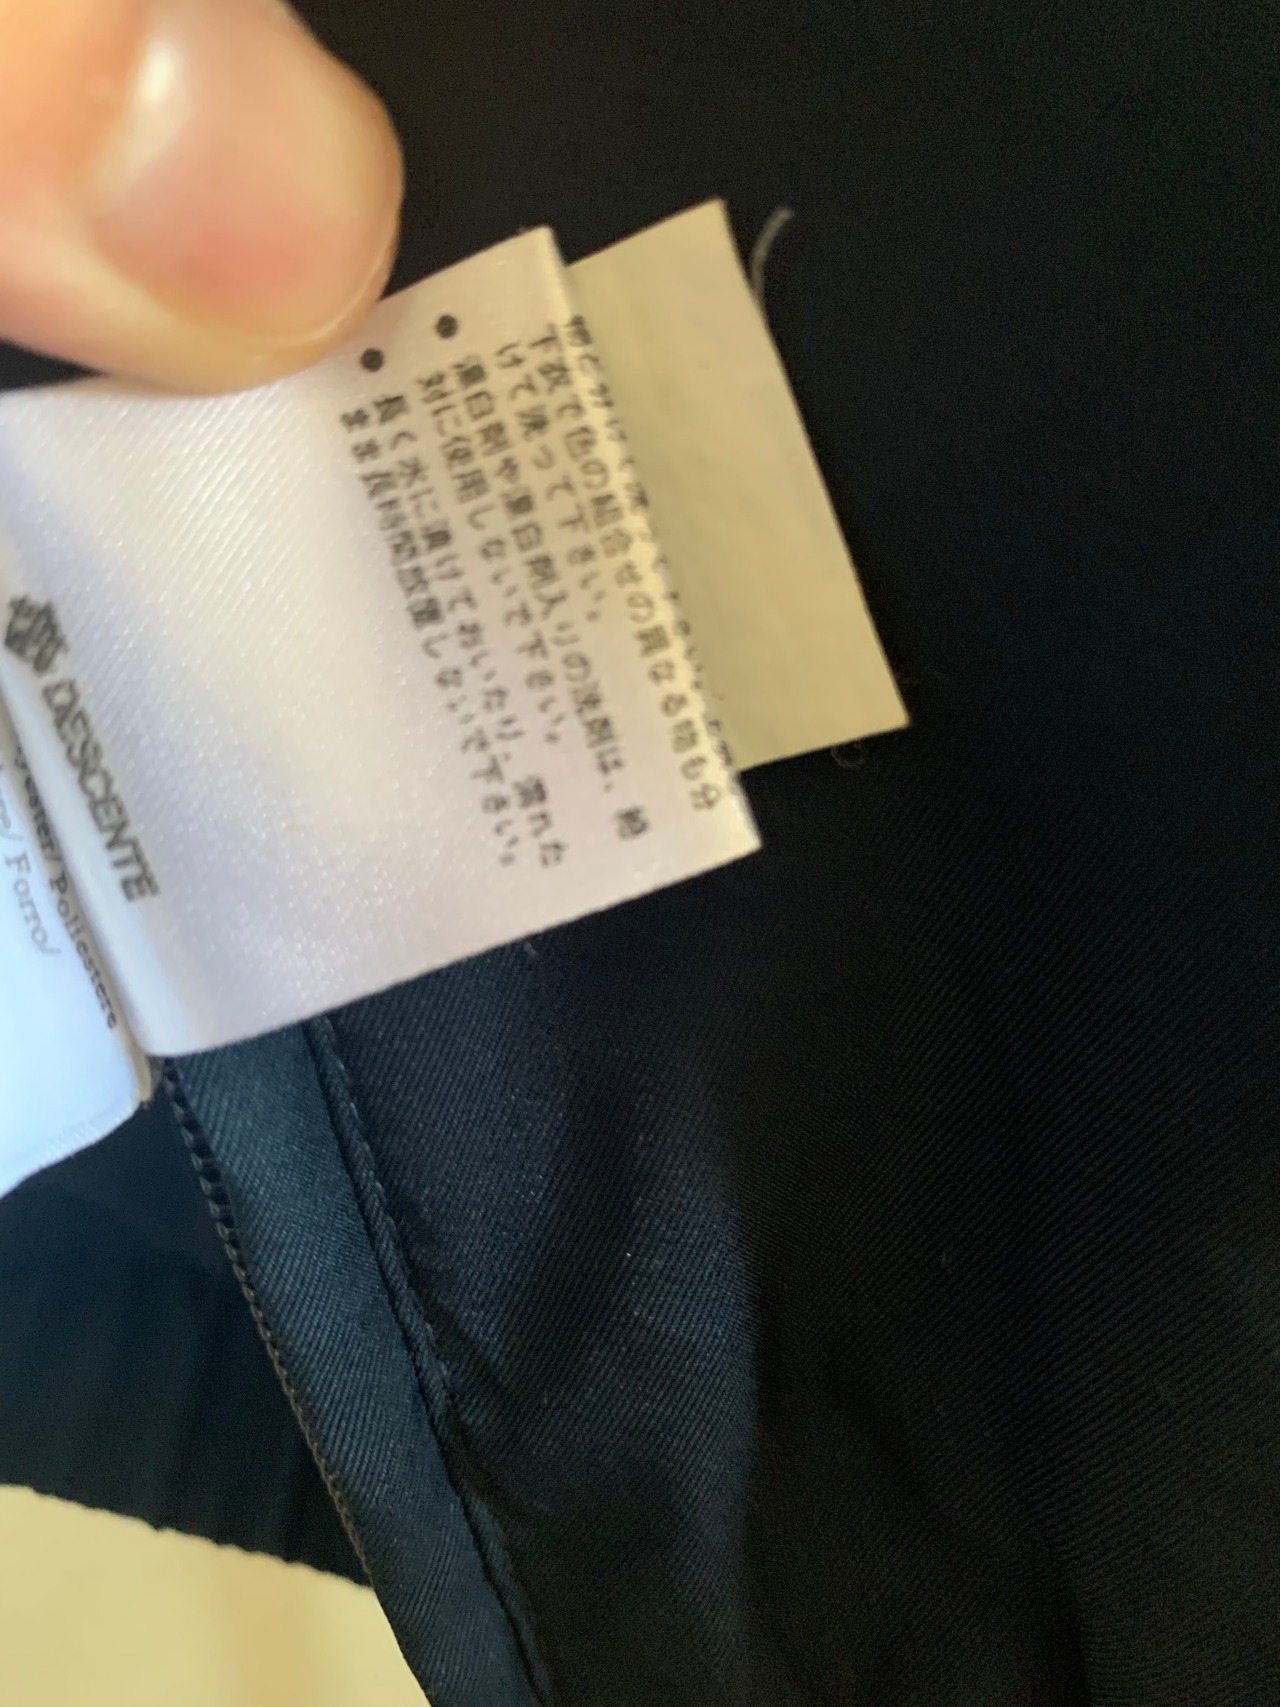 下衣で色の組合せの異なる物も分
けて洗って下さい。
● 漂白剤や漂白剤入りの洗剤は、絶
対に使用しないで下さい。
● 長く水に漬けておいたり、濡れた
まま長時間放置しないで下さい。
DESCENTE
Poliestere
Forro/